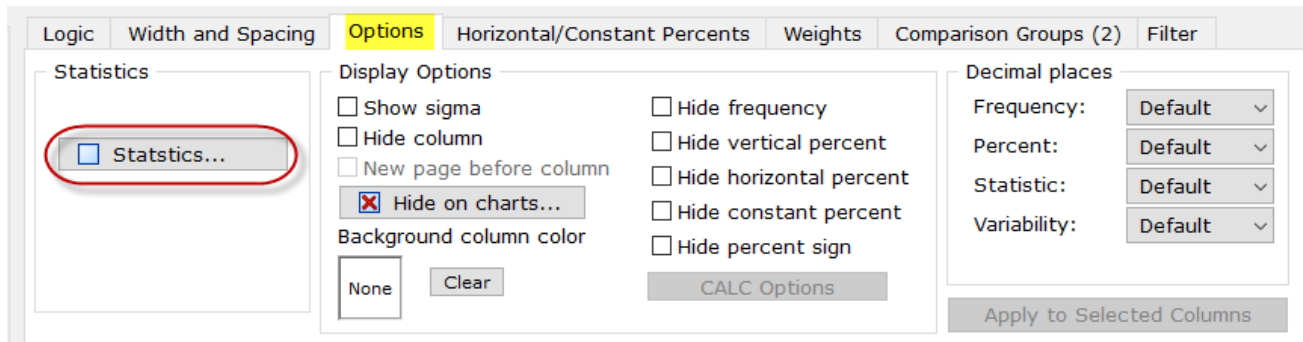 Logic Width and Spacing Options Horizontal/Constant Percents Weights Comparison Groups (2) Filter
Statistics
Statstics...
Display Options
Show sigma
Hide column
New page before column
Hide on charts...
Background column color
None
Clear
Hide frequency
Hide vertical percent
Hide horizontal percent
Hide constant percent
Hide percent sign
CALC Options
Decimal places
Frequency: Default
Percent: Default
Statistic: Default
Variability: Default
Apply to Selected Columns